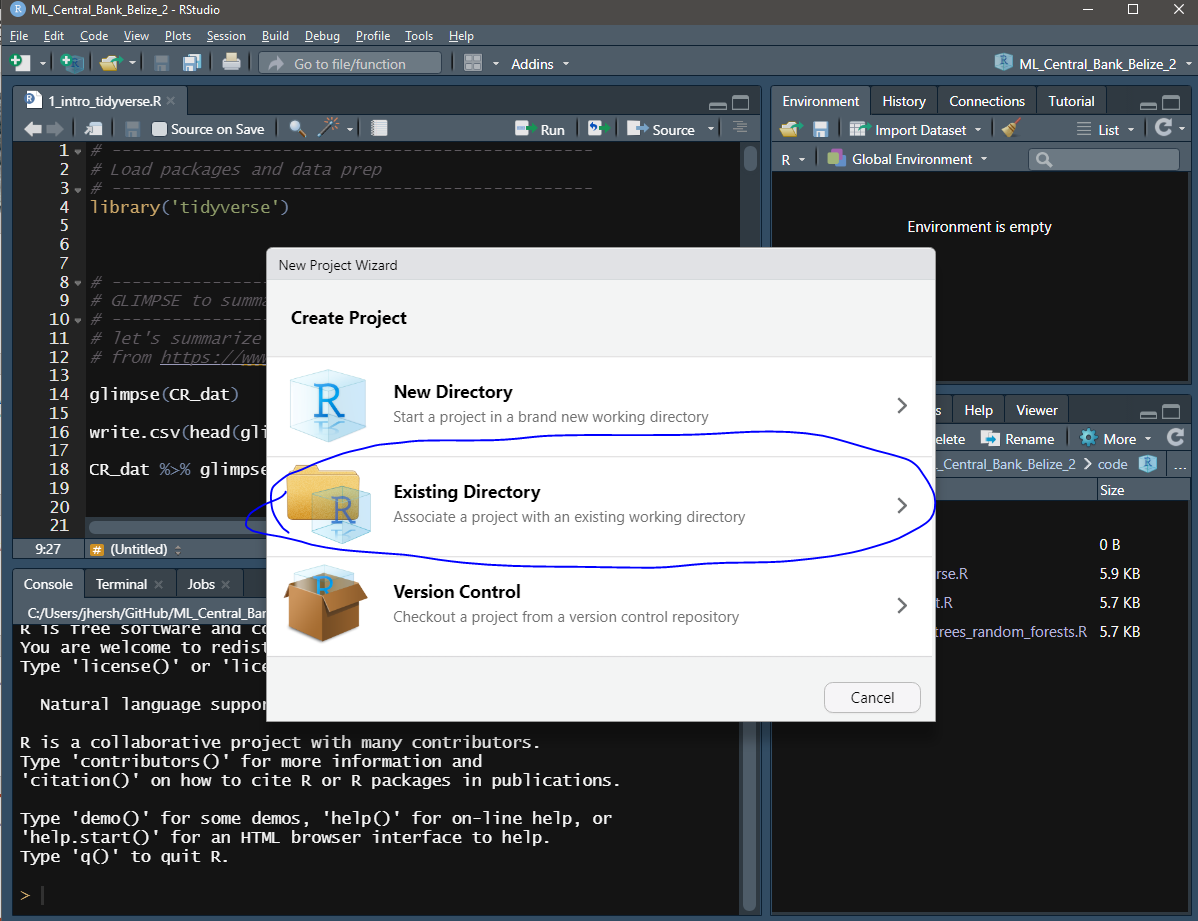 ML_Central_Bank_Belize_2 - RStudio
File Edit Code View Plots Session Build Debug Profile Tools Help
Go to file/function Addins ML_Central_Bank_Belize_2
1_intro_tidyverse.R
Source on Save Run Source
1 # ------------------------------------------------
2 # Load packages and data prep
3 # ------------------------------------------------
4 library('tidyverse')
5
6
7
8 # ----------------
9 # GLIMPSE to summa
10 # ----------------
11 # let's summarize
12 # from https://www
13
14 glimpse(CR_dat)
15
16 write.csv(head(gli
17
18 CR_dat %>% glimpse
19
20
21
9:27 # (Untitled)
Console Terminal Jobs
C:/Users/jhersh/GitHub/ML_Central_Ban
R is free software and co
You are welcome to redist
Type 'license()' or 'lice
Natural language suppor
R is a collaborative project with many contributors.
Type 'contributors()' for more information and
'citation()' on how to cite R or R packages in publications.
Type 'demo()' for some demos, 'help()' for on-line help, or
'help.start()' for an HTML browser interface to help.
Type 'q()' to quit R.
>
New Project Wizard
Create Project
R
New Directory
Start a project in a brand new working directory
R
Existing Directory
Associate a project with an existing working directory
R
Version Control
Checkout a project from a version control repository
Cancel
Environment History Connections Tutorial
Import Dataset List
R Global Environment
Environment is empty
s Help Viewer
elete Rename More
_Central_Bank_Belize_2 code ...
Size
0 B
rse.R 5.9 KB
t.R 5.7 KB
trees_random_forests.R 5.7 KB